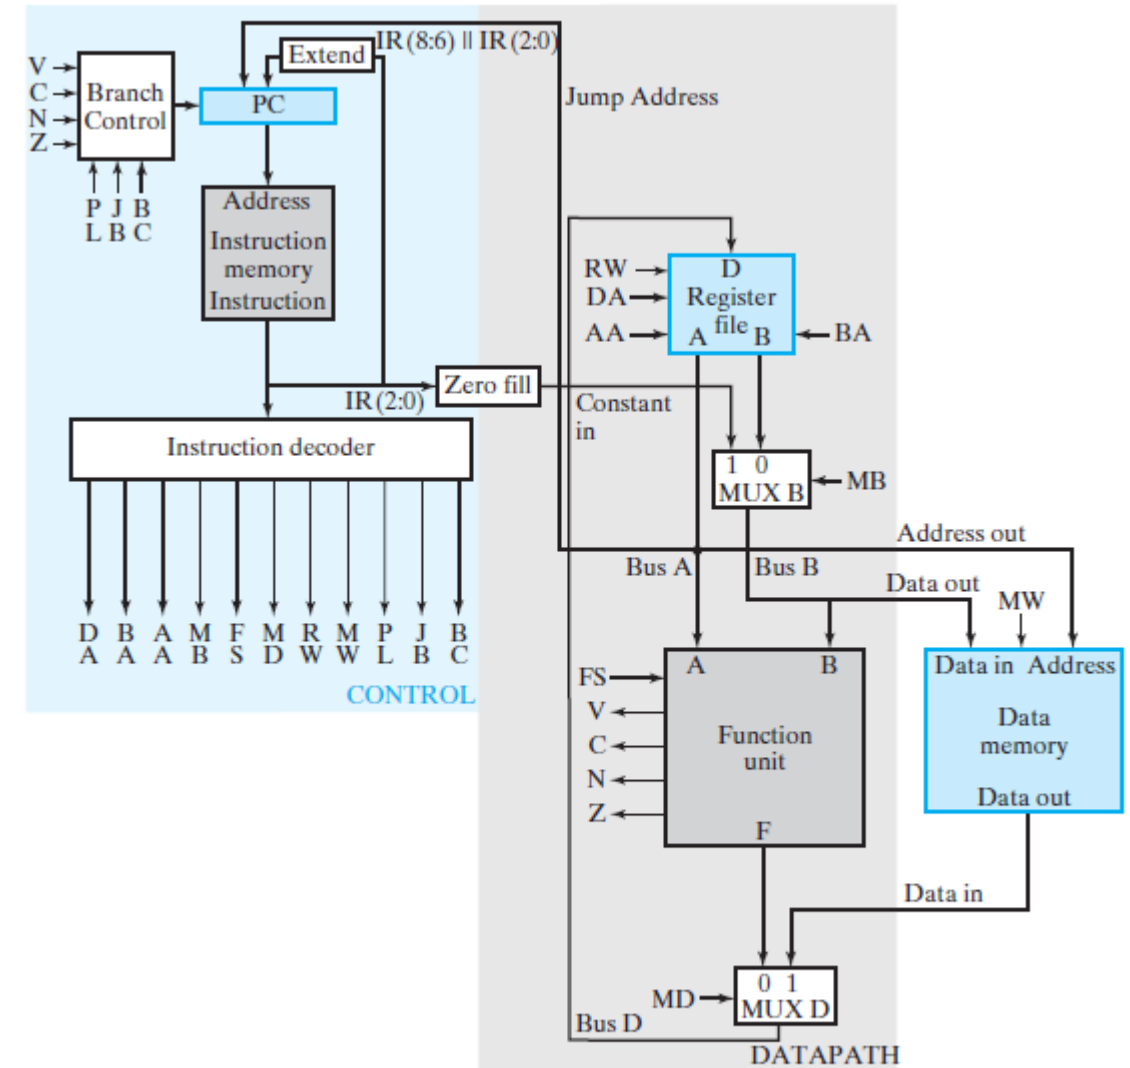 IR (8:6) || IR (2:0)
Extend
V
C
N
Z
Branch
Control
PC
Jump Address
P J B
L B C
Address
Instruction
memory
Instruction
RW
DA
AA
D
Register
file
A B
BA
IR (2:0)
Zero fill
Constant
in
Instruction decoder
1 0
MUX B
MB
Address out
Bus A
Bus B
Data out
MW
D B A M F M R M P J B
A A A B S D W W L B C
CONTROL
FS
V
C
N
Z
A B
Function
unit
F
Data in Address
Data
memory
Data out
Data in
MD
0 1
MUX D
Bus D
DATAPATH